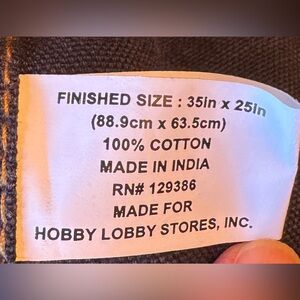 FINISHED SIZE : 35in x 25in
(88.9cm x 63.5cm)
100% COTTON
MADE IN INDIA
RN# 129386
MADE FOR
HOBBY LOBBY STORES, INC.